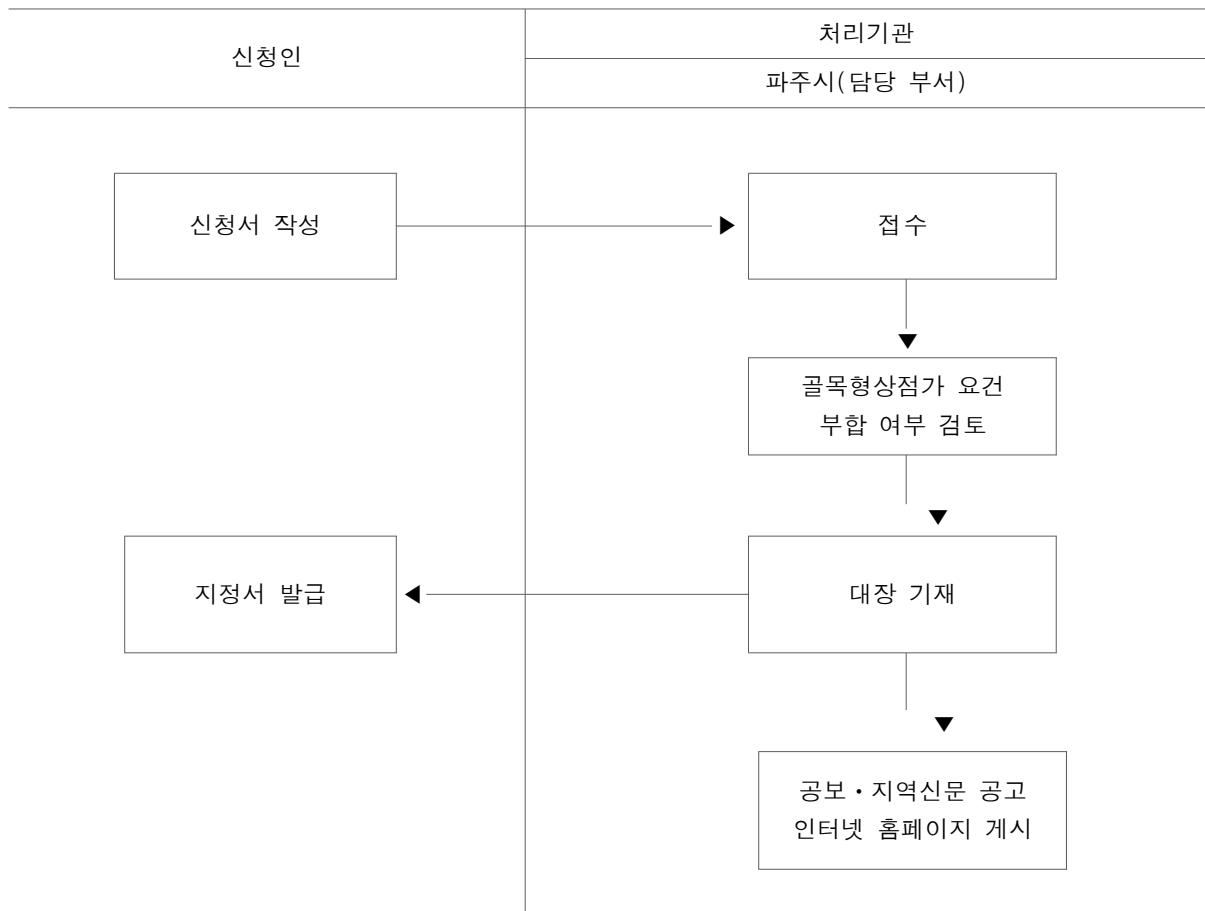 신청인
처리기관
파주시(담당 부서)
신청서 작성
접수
골목형상점가 요건
부합 여부 검토
지정서 발급
대장 기재
공보・지역신문 공고
인터넷 홈페이지 게시